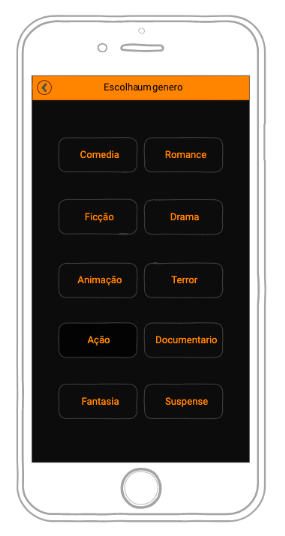 Escolhaumgenero
Comedia Romance
Ficção Drama
Animação Terror
Ação Documentario
Fantasia Suspense